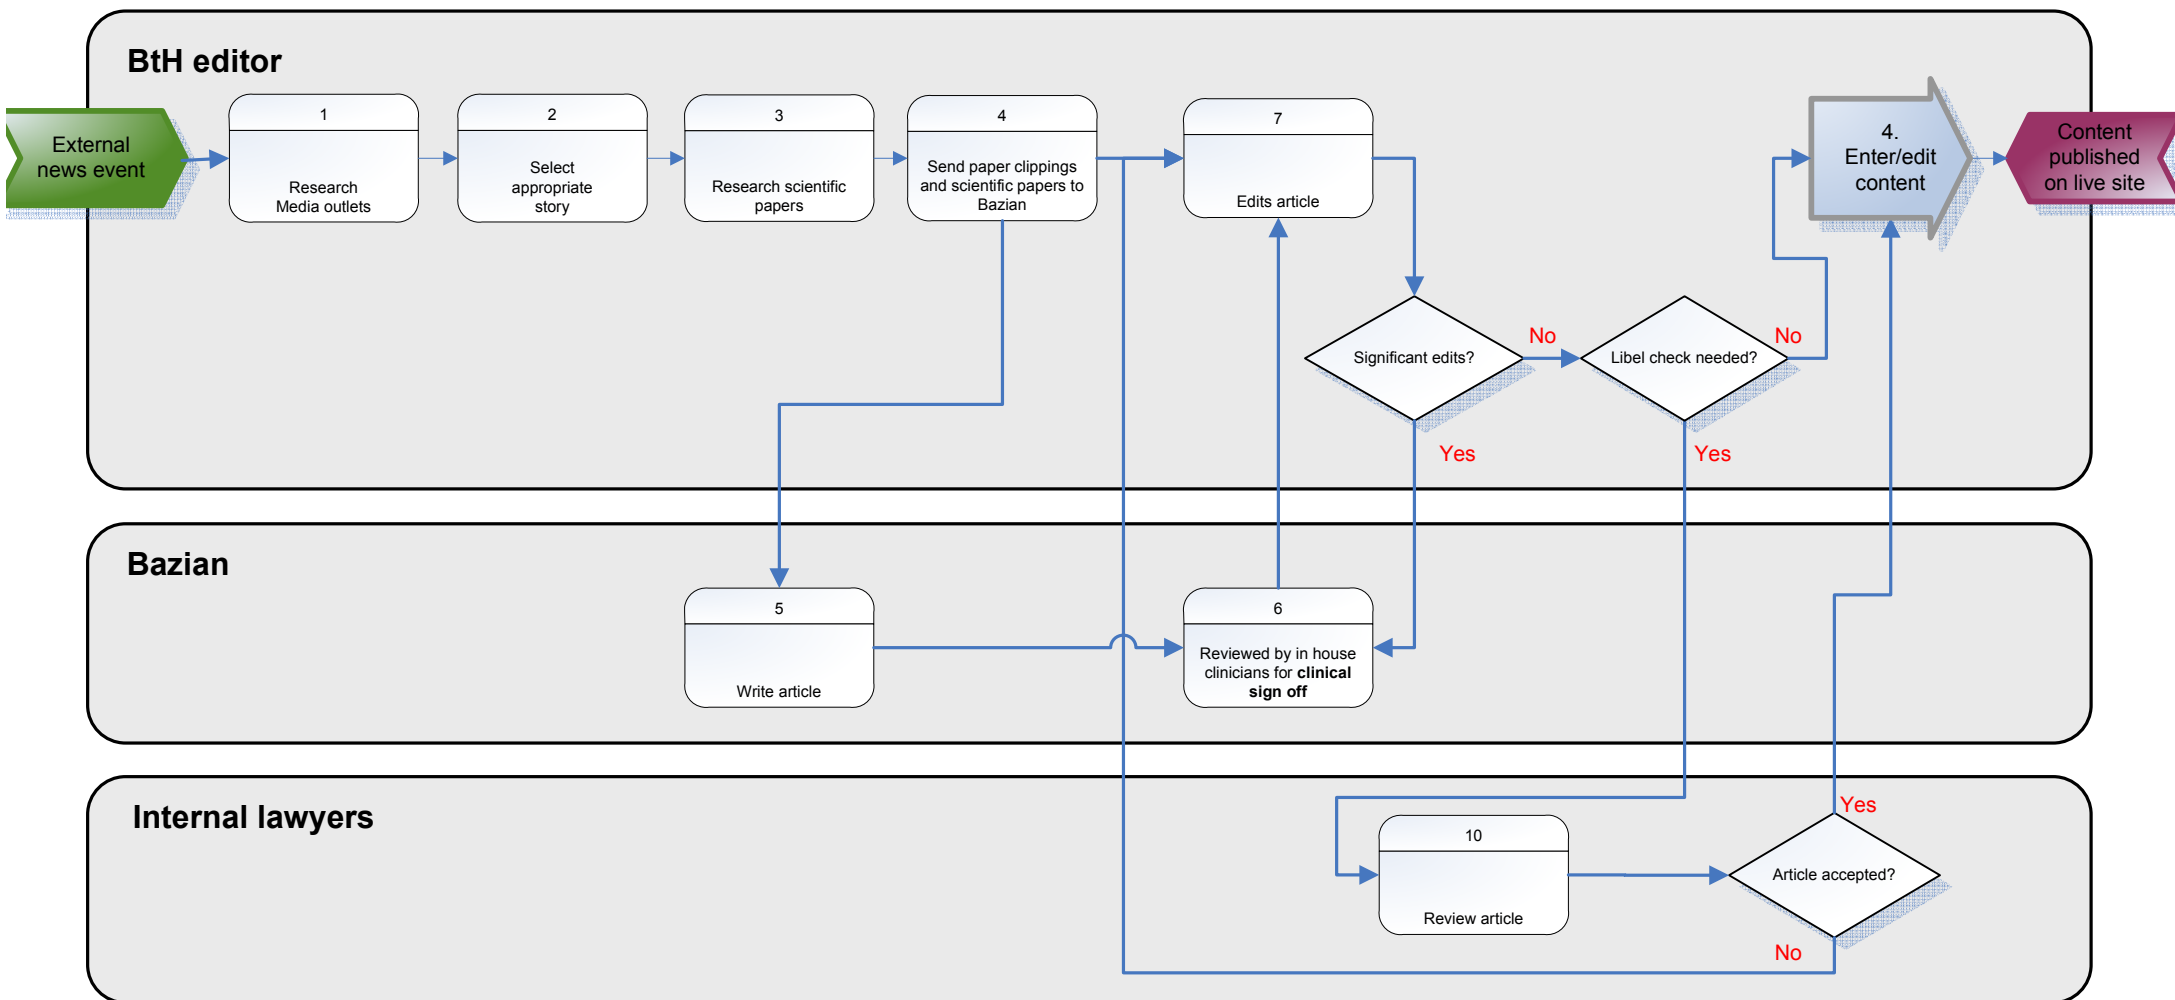 BtH editor
External
news event
1
Research
Media outlets
2
Select
appropriate
story
3
Research scientific
papers
4
Send paper clippings
and scientific papers to
Bazian
7
Edits article
4.
Enter/edit
content
Content
published
on live site
Significant edits?
No
Libel check needed?
No
Yes
Yes
Bazian
5
Write article
6
Reviewed by in house
clinicians for clinical
sign off
Internal lawyers
10
Review article
Yes
Article accepted?
No